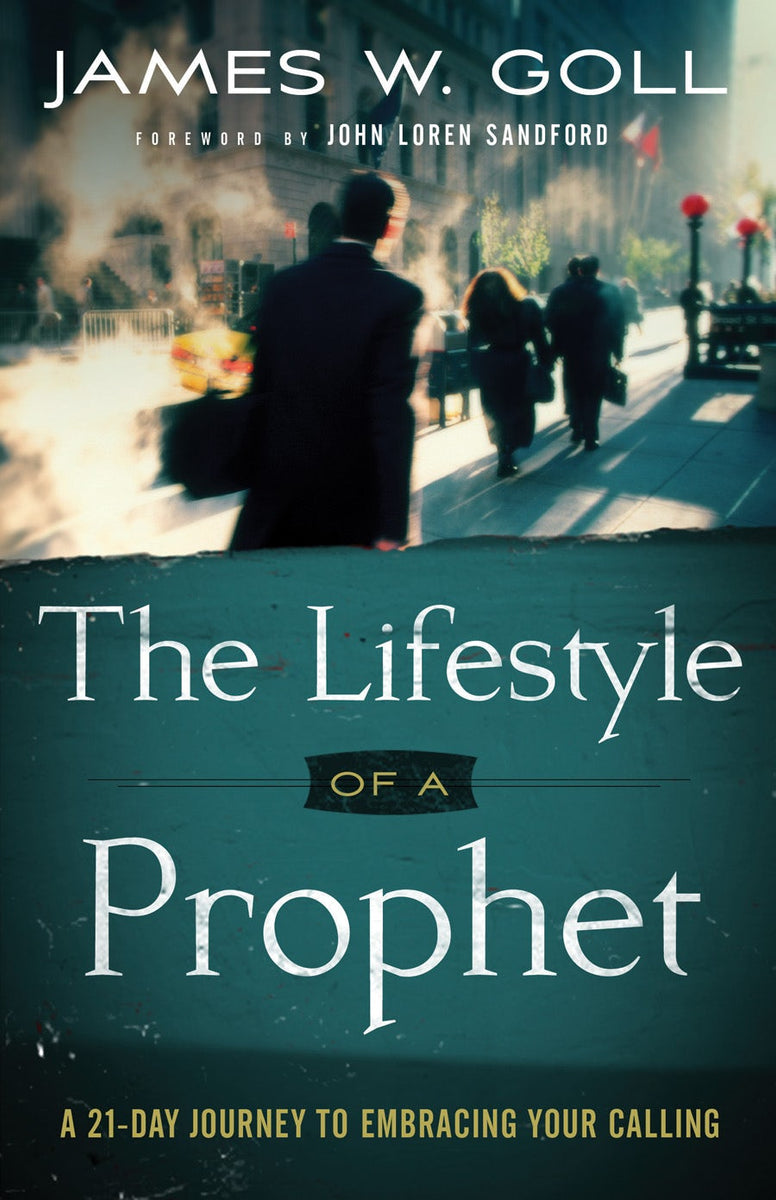 JAMES W. GOLL
FOREWORD BY JOHN LOREN SANDFORD
The Lifestyle
OF A
Prophet
A 21-DAY JOURNEY TO EMBRACING YOUR CALLING